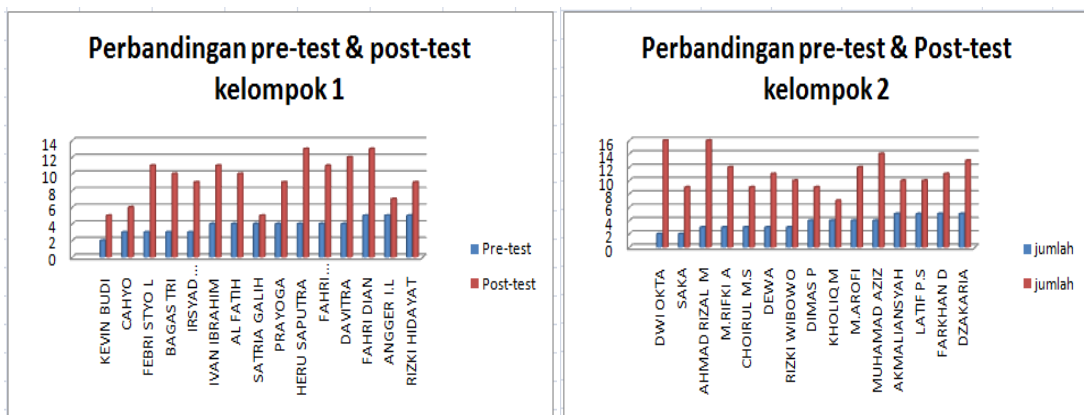 Perbandingan pre-test & post-test
kelompok 1
14
12
10
8
6
4
2
0
KEVIN BUDI
CAHYO
FEBRI STYO L
BAGAS TRI
IRSYAD...
IVAN IBRAHIM
AL FATIH
SATRIA GALIH
PRAYOGA
HERU SAPUTRA
FAHRI...
DAVITRA
FAHRI DIAN
ANGGER I.L
RIZKI HIDAYAT
Pre-test
Post-test
Perbandingan pre-test & Post-test
kelompok 2
16
14
12
10
8
6
4
2
0
DWI OKTA
SAKA
AHMAD RIZAL M
M.RIFKI A
CHOIRUL M.S
DEWA
RIZKI WIBOWO
DIMAS P
KHOLIQ M
M.AROFI
MUHAMAD AZIZ
AKMALIANSYAH
LATIF P.S
FARKHAN D
DZAKARIA
jumlah
jumlah